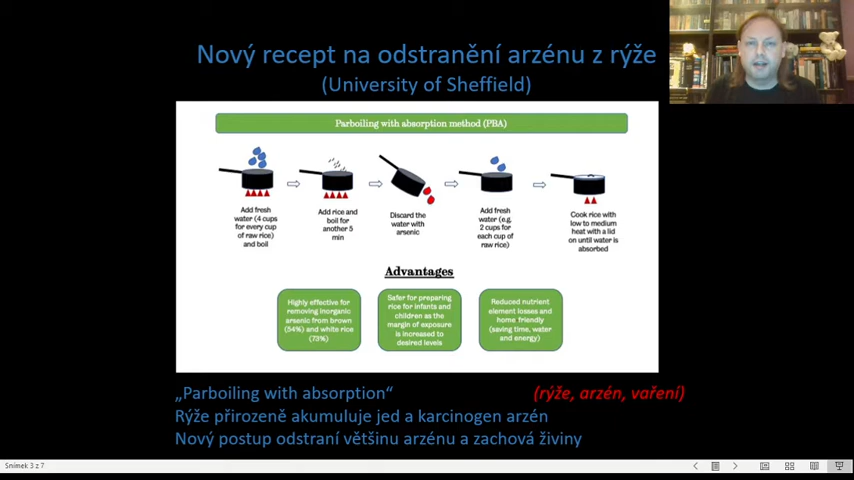 Nový recept na odstranění arzénu z rýže
(University of Sheffield)
Parboiling with absorption method (PBA)
Add fresh
water (4 cups
for every cup
of raw rice)
and boil
Add rice and
boil for
another 5
min
Discard the
water with
arsenic
Add fresh
water (e.g.
2 cups for
each cup of
raw rice)
Cook rice with
low to medium
heat with a lid
on until water is
absorbed
Advantages
Highly effective for
removing inorganic
arsenic from brown
(54%) and white rice
(73%)
Safer for preparing
rice for infants and
children as the
margin of exposure
is increased to
desired levels
Reduced nutrient
element losses and
home friendly
(saving time, water
and energy)
„Parboiling with absorption“
(rýže, arzén, vaření)
Rýže přirozeně akumuluje jed a karcinogen arzén
Nový postup odstraní většinu arzénu a zachová živiny
Snímek 3 z 7